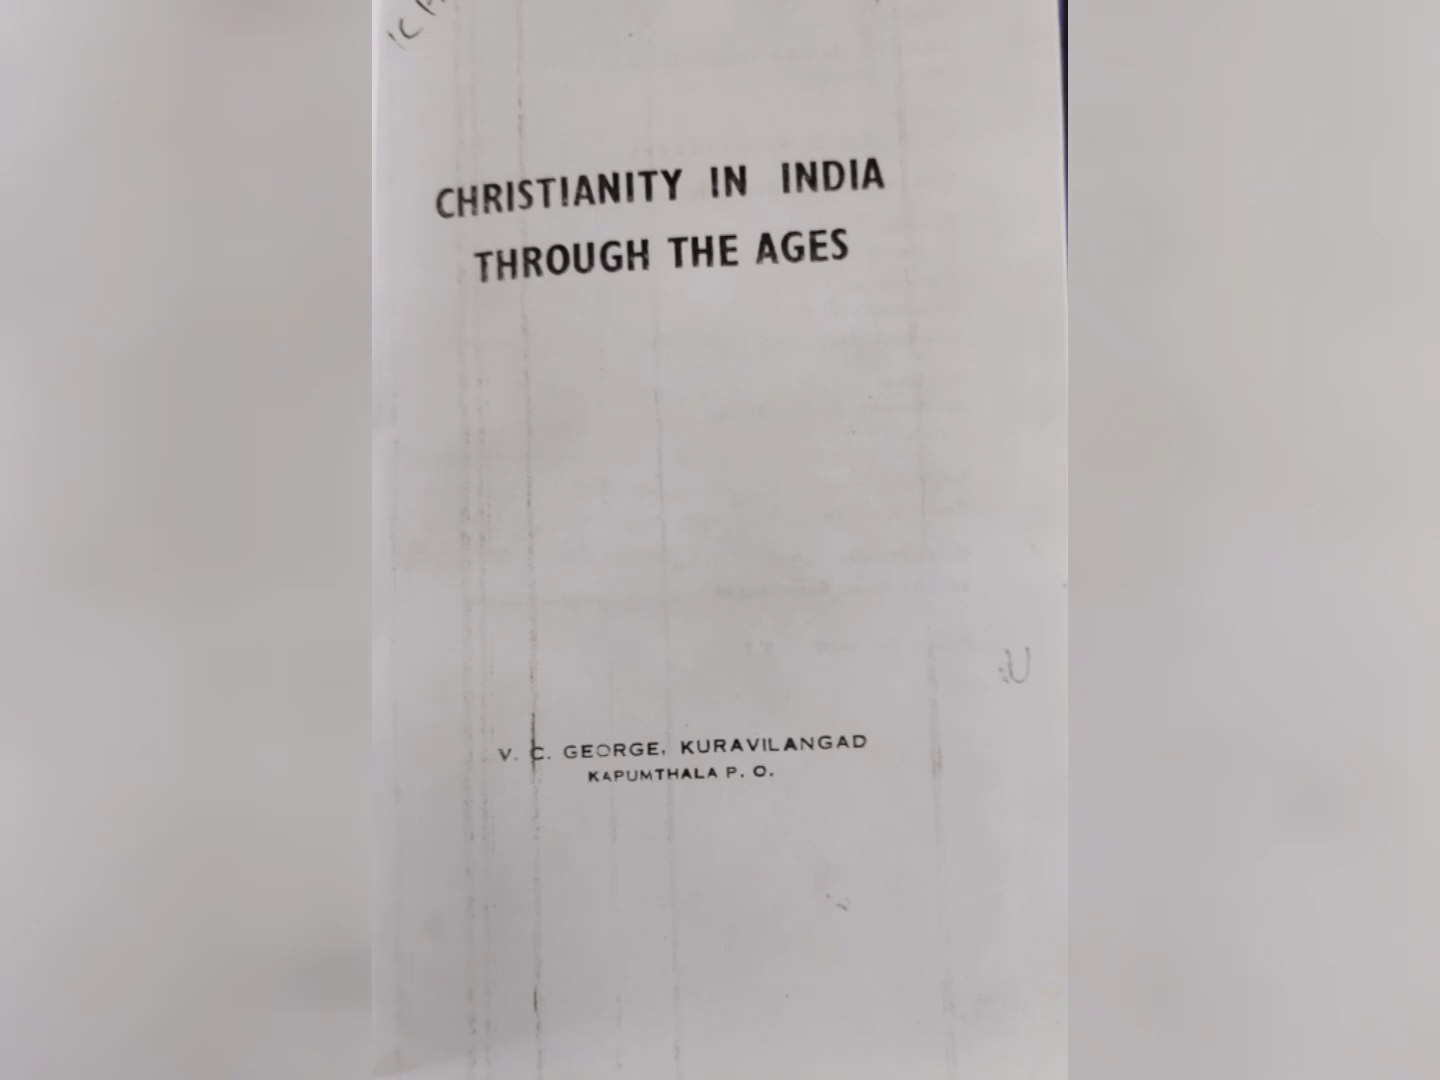 CHRISTIANITY IN INDIA
THROUGH THE AGES
V. C. GEORGE, KURAVILANGAD
KAPUMTHALA P. O.